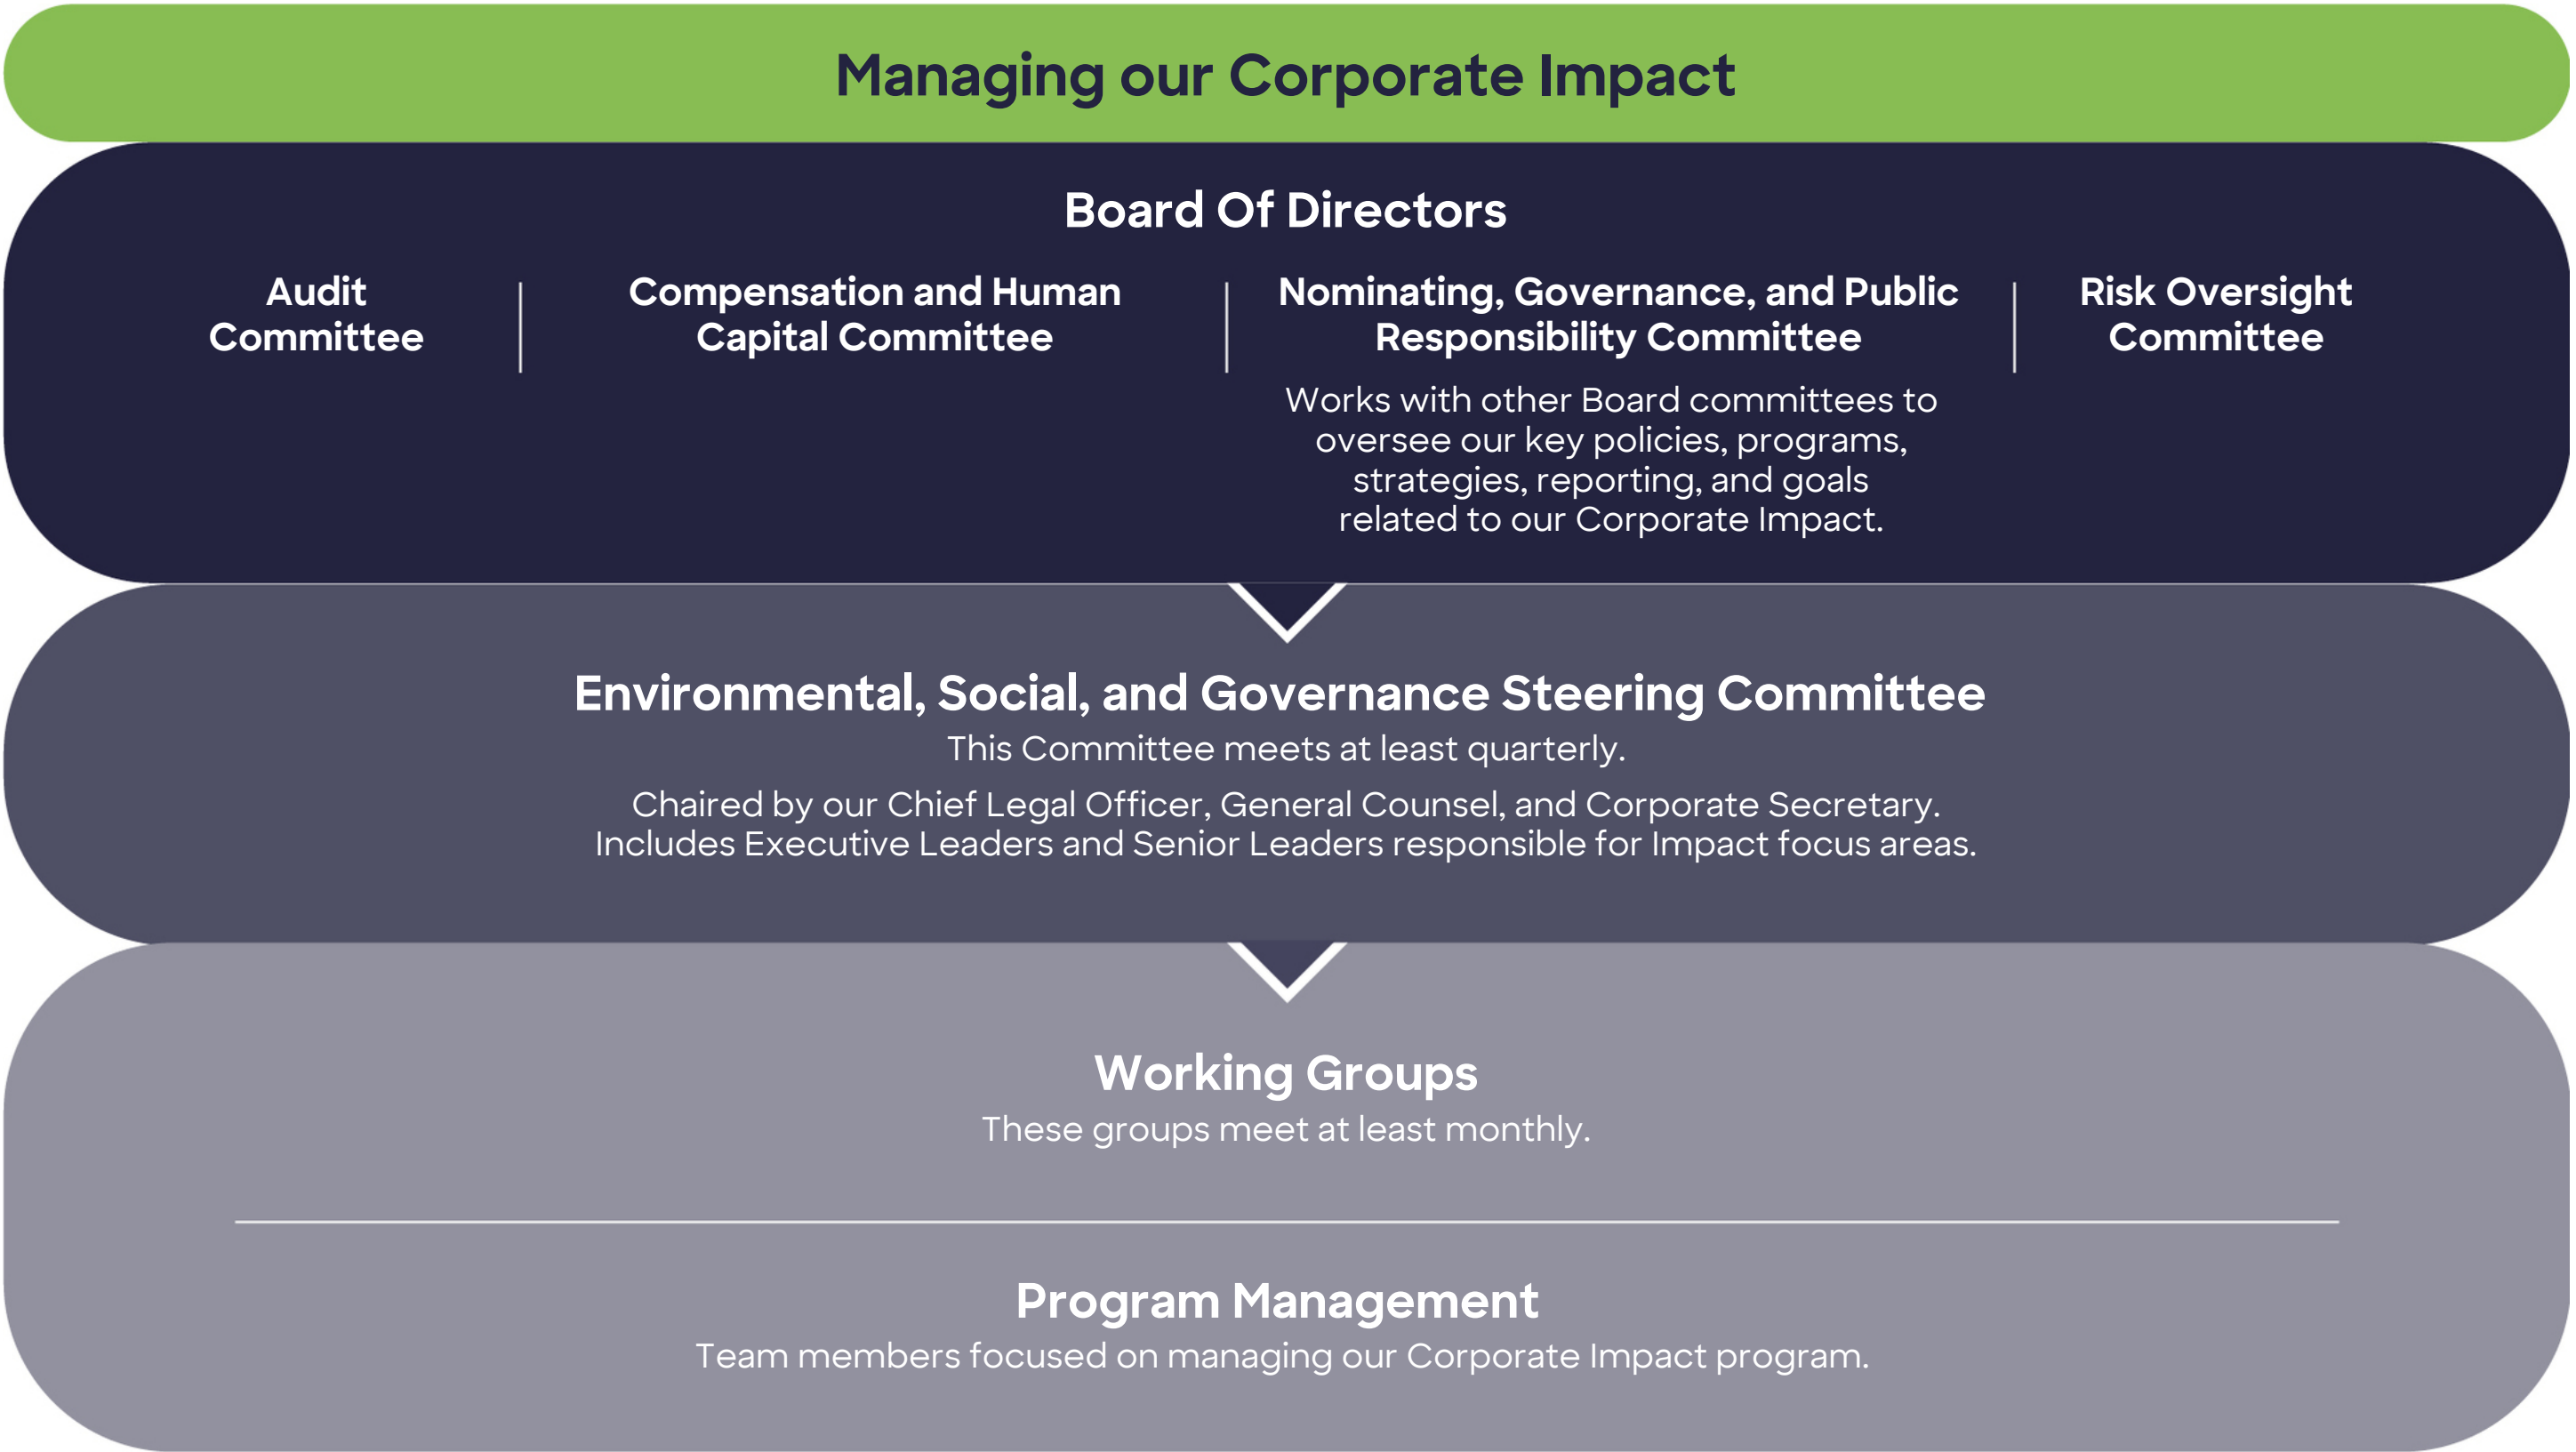 Managing our Corporate Impact
Board Of Directors
Audit
Committee
Compensation and Human
Capital Committee
Nominating, Governance, and Public
Responsibility Committee
Works with other Board committees to
oversee our key policies, programs,
strategies, reporting, and goals
related to our Corporate Impact.
Risk Oversight
Committee
Environmental, Social, and Governance Steering Committee
This Committee meets at least quarterly.
Chaired by our Chief Legal Officer, General Counsel, and Corporate Secretary.
Includes Executive Leaders and Senior Leaders responsible for Impact focus areas.
Working Groups
These groups meet at least monthly.
Program Management
Team members focused on managing our Corporate Impact program.